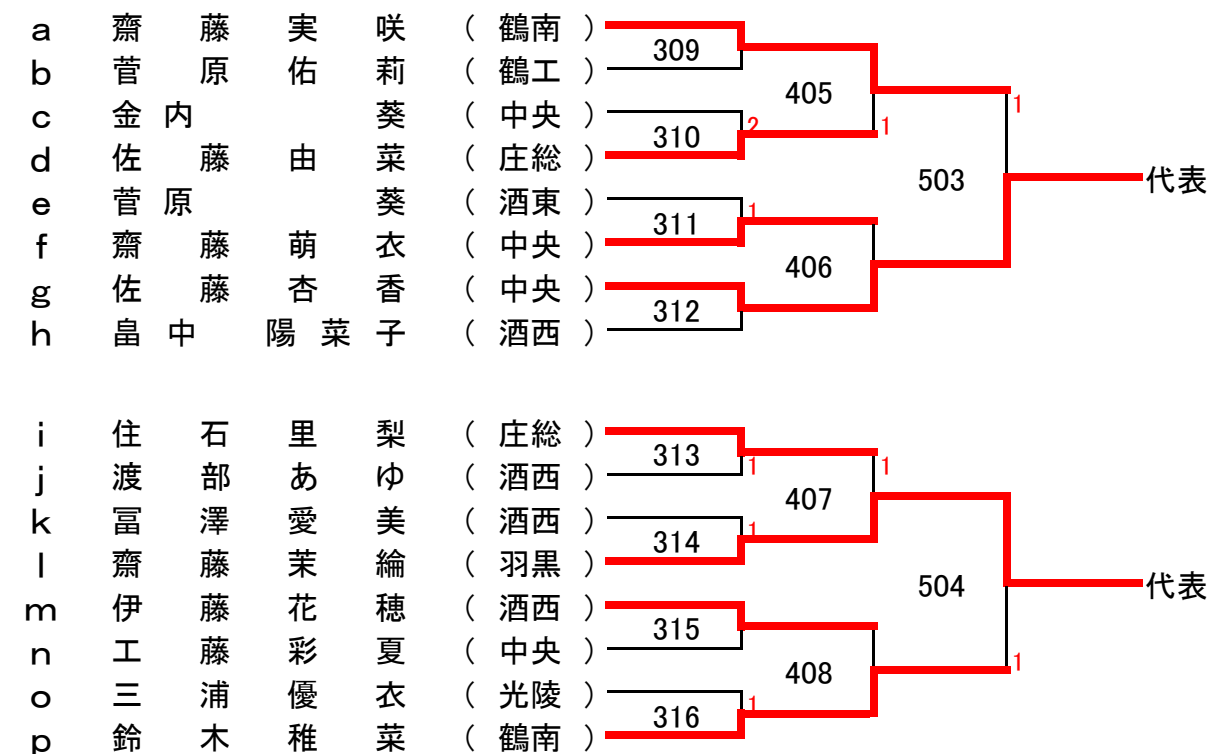 a 齋藤実咲 ( 鶴南 )
309
b 菅原佑莉 ( 鶴工 )
405
1
c 金内 葵 ( 中央 )
2
1
310
d 佐藤由菜 ( 庄総 )
503
代表
e 菅原 葵 ( 酒東 )
1
311
f 齋藤萌衣 ( 中央 )
406
g 佐藤杏香 ( 中央 )
312
h 畠中 陽菜子 ( 酒西 )
i 住石里梨 ( 庄総 )
313
1
1
j 渡部あゆ ( 酒西 )
407
k 冨澤愛美 ( 酒西 )
1
314
l 齋藤茉綸 ( 羽黒 )
504
代表
m 伊藤花穂 ( 酒西 )
315
n 工藤彩夏 ( 中央 )
1
408
o 三浦優衣 ( 光陵 )
1
316
p 鈴木稚菜 ( 鶴南 )